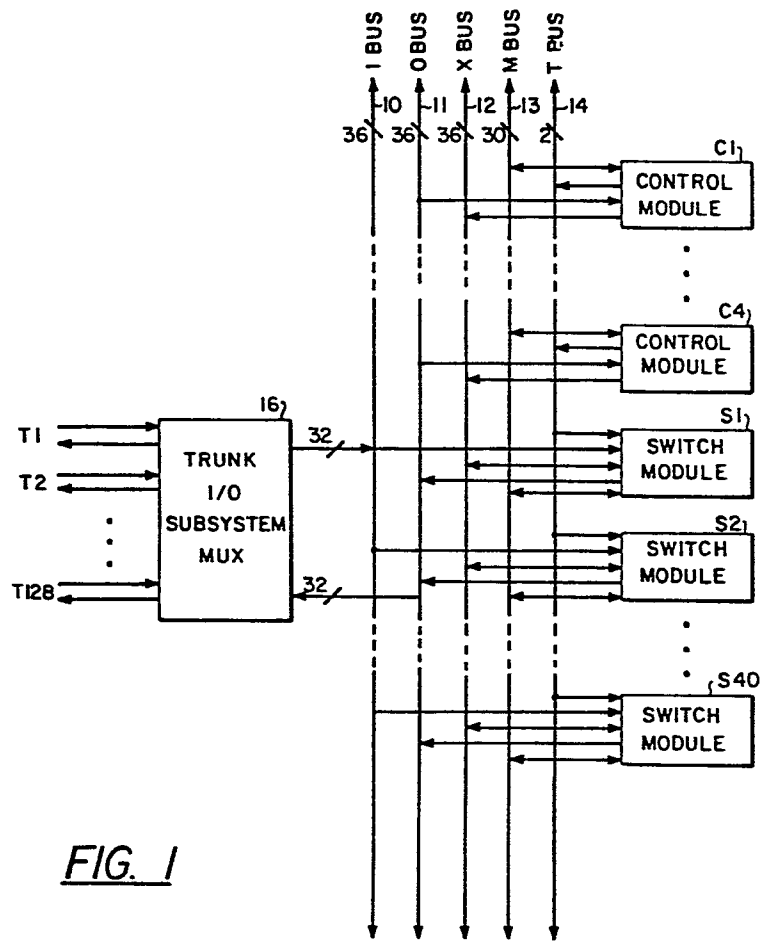 I BUS
O BUS
X BUS
M BUS
T BUS
10
11
12
13
14
36
36
36
30
2
C1
CONTROL
MODULE
C4
CONTROL
MODULE
16
T1
T2
T128
TRUNK
I/O
SUBSYSTEM
MUX
32
32
S1
SWITCH
MODULE
S2
SWITCH
MODULE
S40
SWITCH
MODULE
FIG. 1